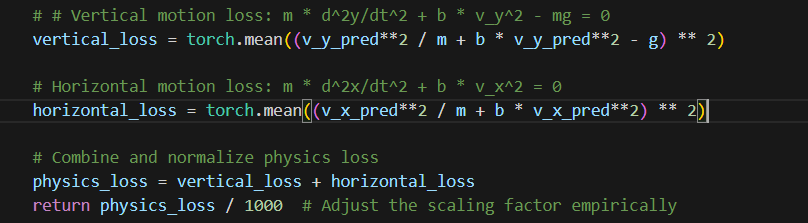 # # Vertical motion loss: m * d^2y/dt^2 + b * v_y^2 - mg = 0
vertical_loss = torch.mean((v_y_pred**2 / m + b * v_y_pred**2 - g) ** 2)
# Horizontal motion loss: m * d^2x/dt^2 + b * v_x^2 = 0
horizontal_loss = torch.mean((v_x_pred**2 / m + b * v_x_pred**2) ** 2)
# Combine and normalize physics loss
physics_loss = vertical_loss + horizontal_loss
return physics_loss / 1000  # Adjust the scaling factor empirically